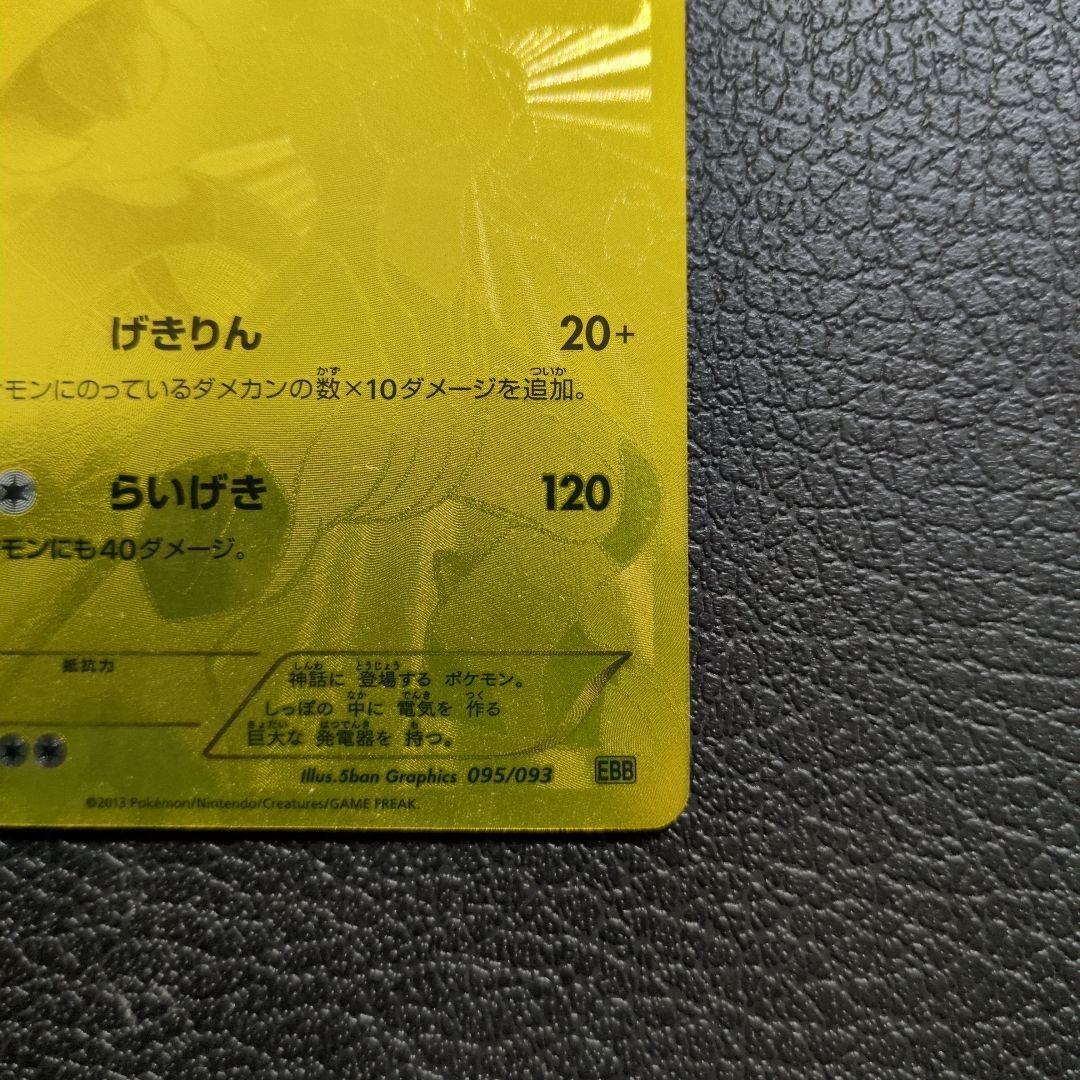 げきりん 20+
ケモンにのっているダメカンの数×10ダメージを追加。
らいげき 120
モンにも40ダメージ。
抵抗力
神話に 登場する ポケモン。
しっぽの 中に 電気を 作る
巨大な 発電器を 持つ。
Illus.5ban Graphics 095/093 EBB
©2013 Pokémon/Nintendo/Creatures/GAME FREAK.